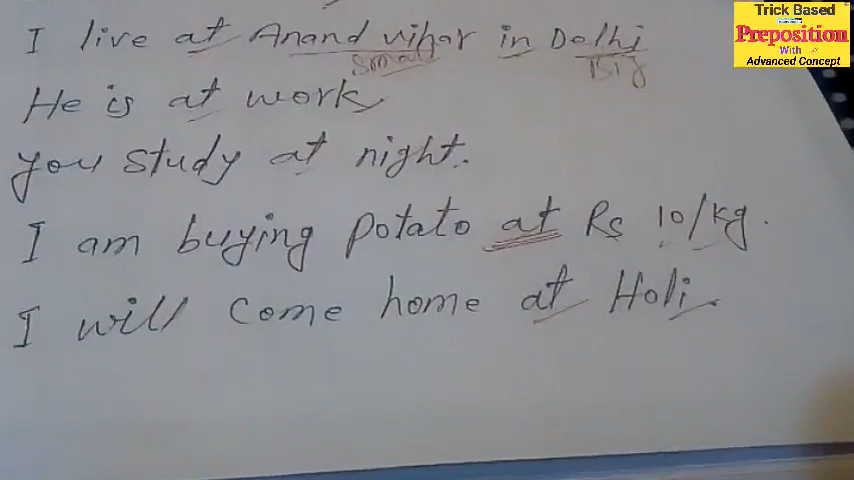 Trick Based
Preposition
With
Advanced Concept
I live at Anand vihar in Delhi
small Big
He is at work
you study at night.
I am buying potato at Rs 10/kg.
I will come home at Holi.